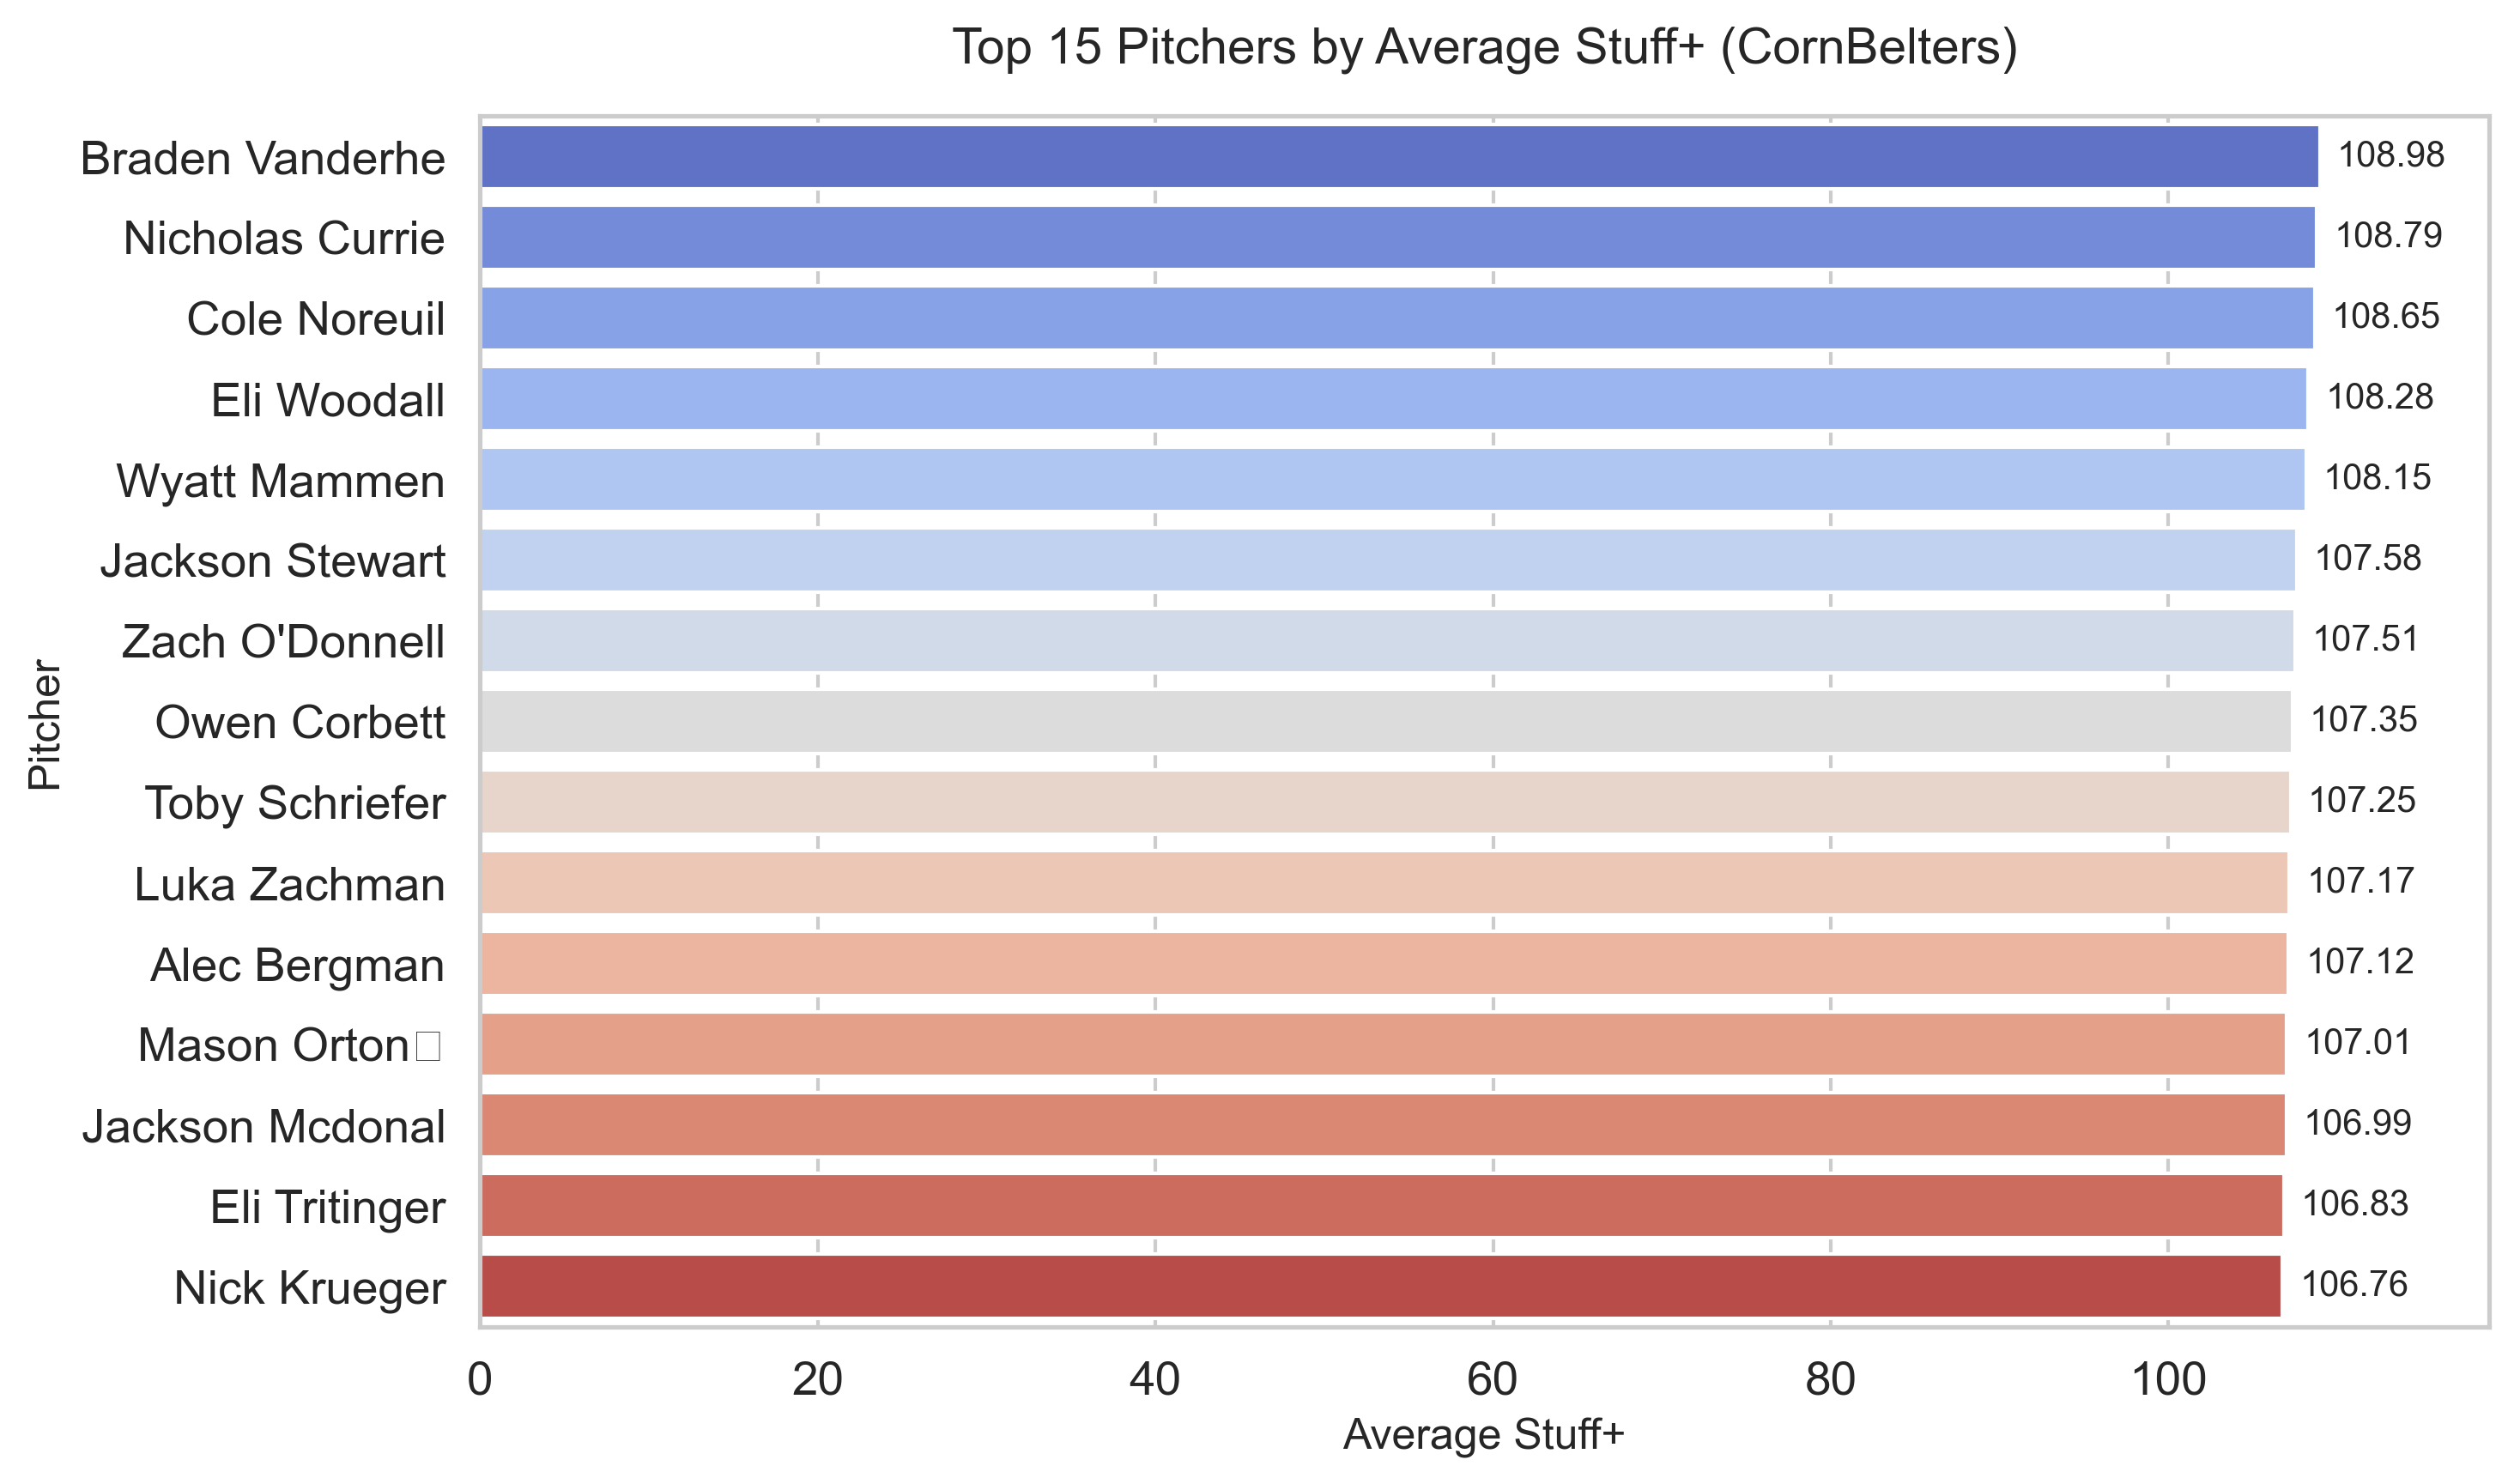 Top 15 Pitchers by Average Stuff+ (CornBelters)
Pitcher
Braden Vanderhe 108.98
Nicholas Currie 108.79
Cole Noreuil 108.65
Eli Woodall 108.28
Wyatt Mammen 108.15
Jackson Stewart 107.58
Zach O'Donnell 107.51
Owen Corbett 107.35
Toby Schriefer 107.25
Luka Zachman 107.17
Alec Bergman 107.12
Mason Orton□ 107.01
Jackson Mcdonal 106.99
Eli Tritinger 106.83
Nick Krueger 106.76
0 20 40 60 80 100
Average Stuff+